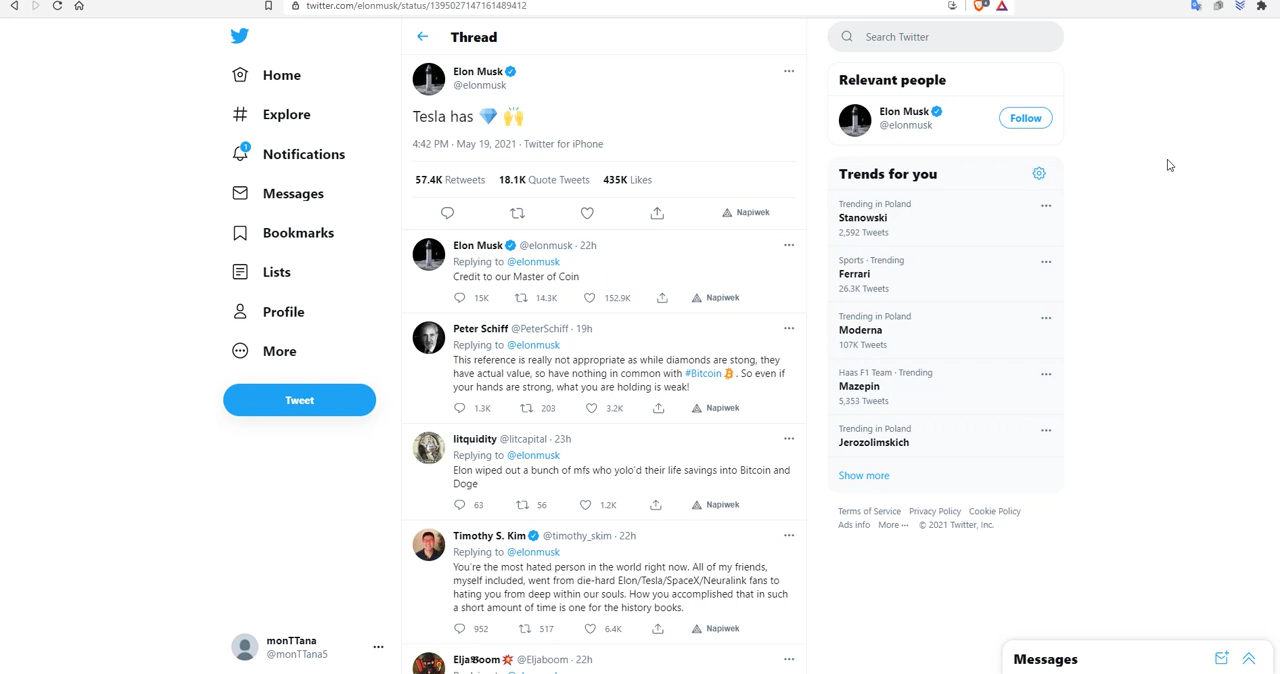 twitter.com/elonmusk/status/1395027147161489412
Home
Explore
1
Notifications
Messages
Bookmarks
Lists
Profile
More
Tweet
monTTana
@monTTana5
Thread
Elon Musk
@elonmusk
Tesla has 💎 🙌
4:42 PM · May 19, 2021 · Twitter for iPhone
57.4K Retweets 18.1K Quote Tweets 435K Likes
Napiwek
Elon Musk @elonmusk · 22h
Replying to @elonmusk
Credit to our Master of Coin
15K 14.3K 152.9K Napiwek
Peter Schiff @PeterSchiff · 19h
Replying to @elonmusk
This reference is really not appropriate as while diamonds are stong, they
have actual value, so have nothing in common with #Bitcoin. So even if
your hands are strong, what you are holding is weak!
1.3K 203 3.2K Napiwek
litquidity @litcapital · 23h
Replying to @elonmusk
Elon wiped out a bunch of mfs who yolo'd their life savings into Bitcoin and
Doge
63 56 1.2K Napiwek
Timothy S. Kim @timothy_skim · 22h
Replying to @elonmusk
You're the most hated person in the world right now. All of my friends,
myself included, went from die-hard Elon/Tesla/SpaceX/Neuralink fans to
hating you from deep within our souls. How you accomplished that in such
a short amount of time is one for the history books.
952 517 6.4K Napiwek
@Eljaboom · 22h
Search Twitter
Relevant people
Elon Musk
@elonmusk
Follow
Trends for you
Trending in Poland
Stanowski
2,592 Tweets
Sports · Trending
Ferrari
26.3K Tweets
Trending in Poland
Moderna
107K Tweets
Haas F1 Team · Trending
Mazepin
5,353 Tweets
Trending in Poland
Jerozolimskich
Show more
Terms of Service Privacy Policy Cookie Policy
Ads info More ··· © 2021 Twitter, Inc.
Messages